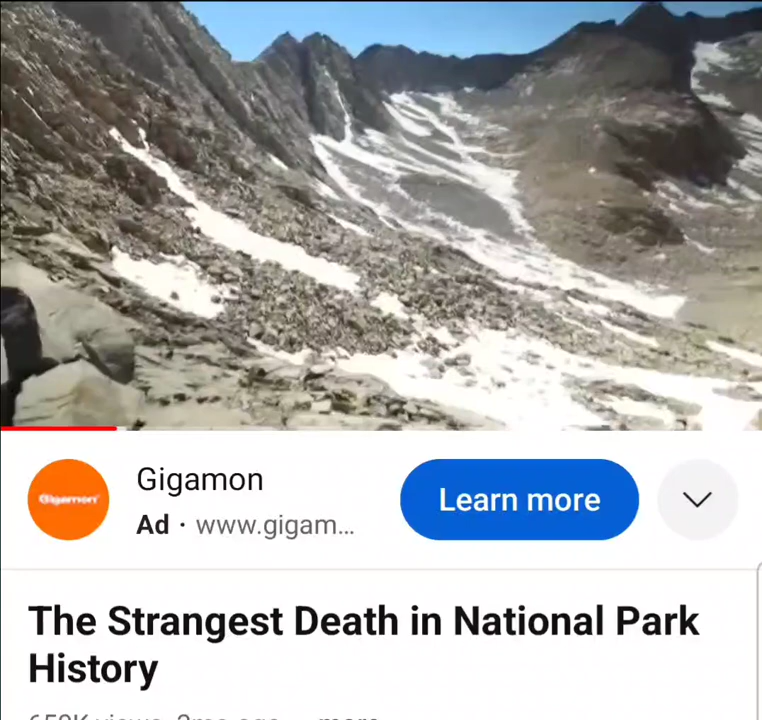 Gigamon
Gigamon
Learn more
Ad · www.gigam...
The Strangest Death in National Park
History